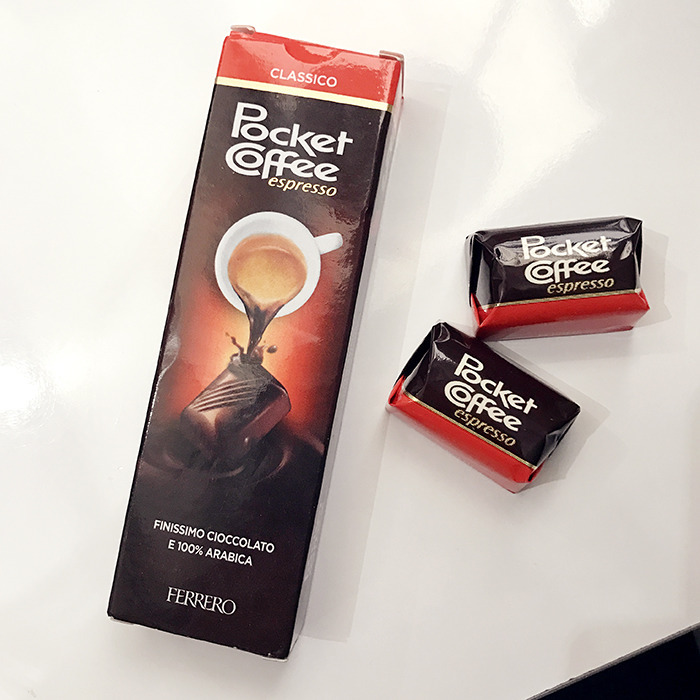 CLASSICO
Pocket
Coffee
espresso
FINISSIMO CIOCCOLATO
E 100% ARABICA
FERRERO
Pocket
Coffee
espresso
Pocket
Coffee
espresso